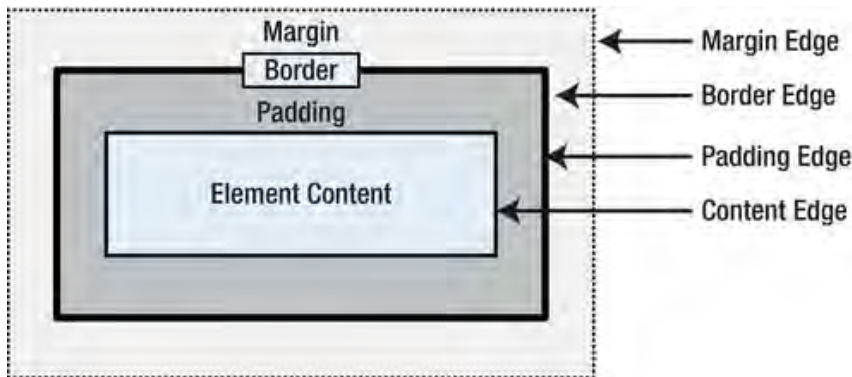 Margin
Margin Edge
Border
Border Edge
Padding
Padding Edge
Element Content
Content Edge